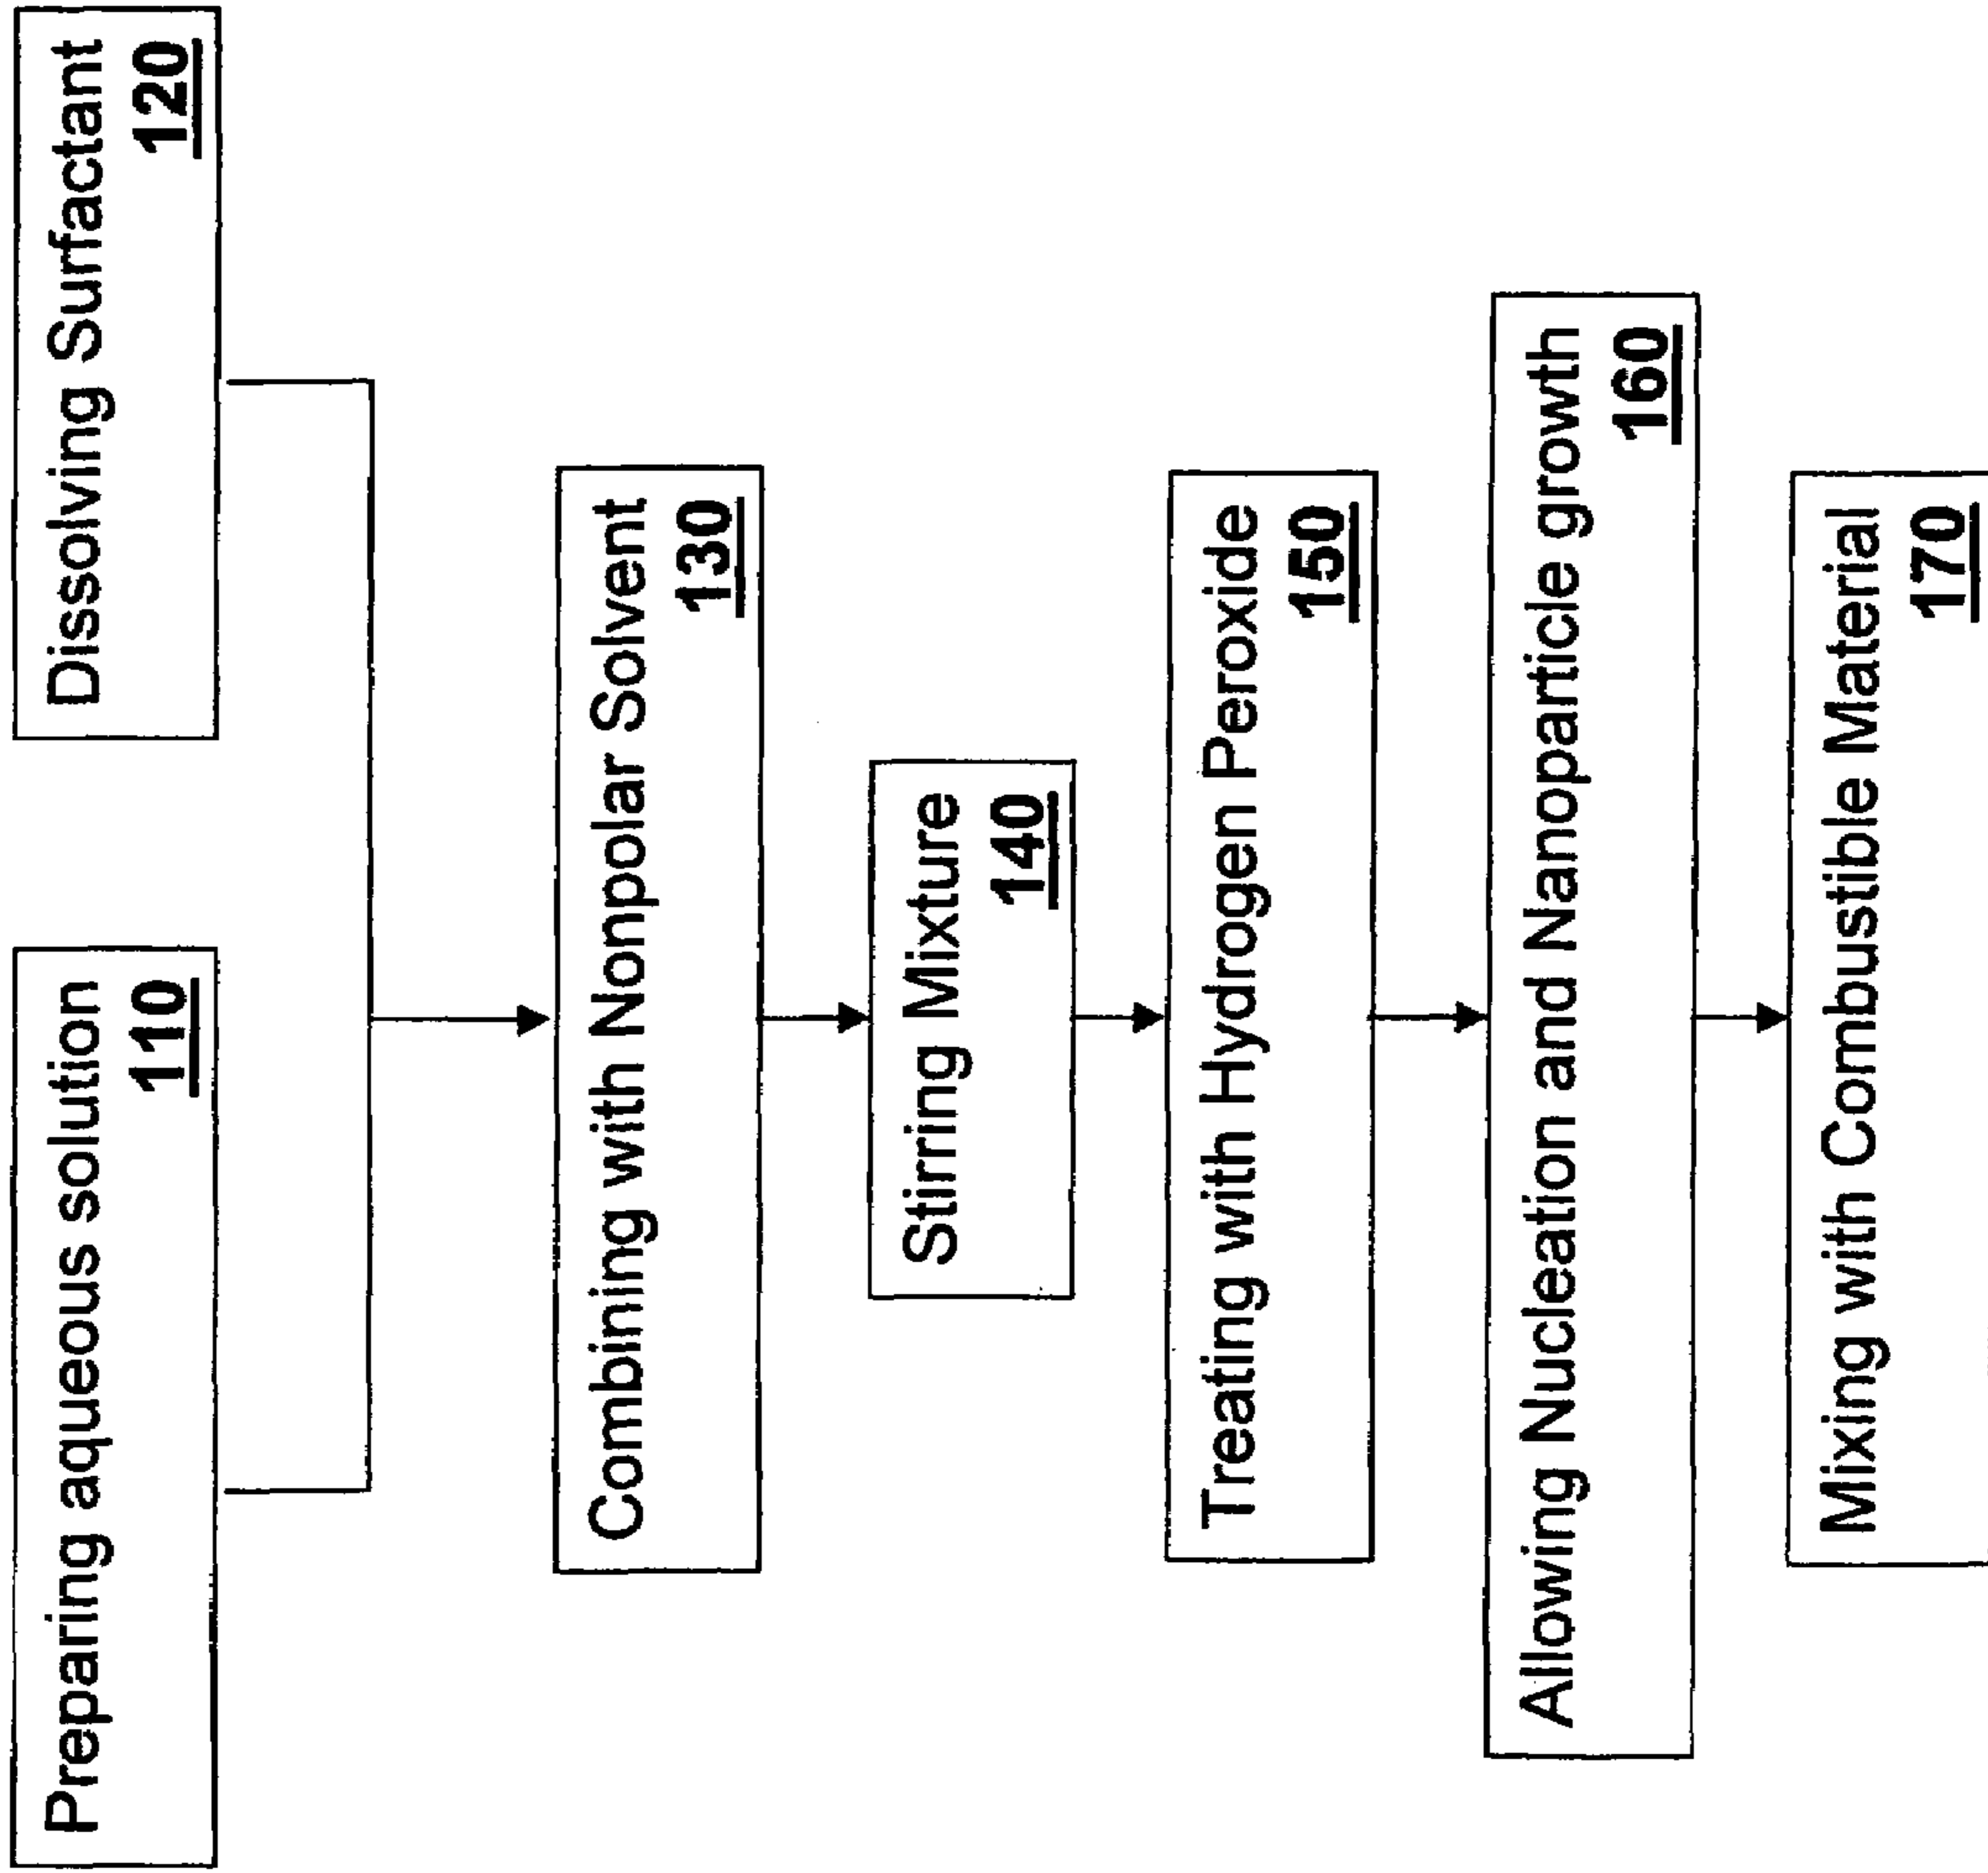 Preparing aqueous solution
110
Dissolving Surfactant
120
Combining with Nonpolar Solvent
130
Stirring Mixture
140
Treating with Hydrogen Peroxide
150
Allowing Nucleation and Nanoparticle growth
160
Mixing with Combustible Material
170